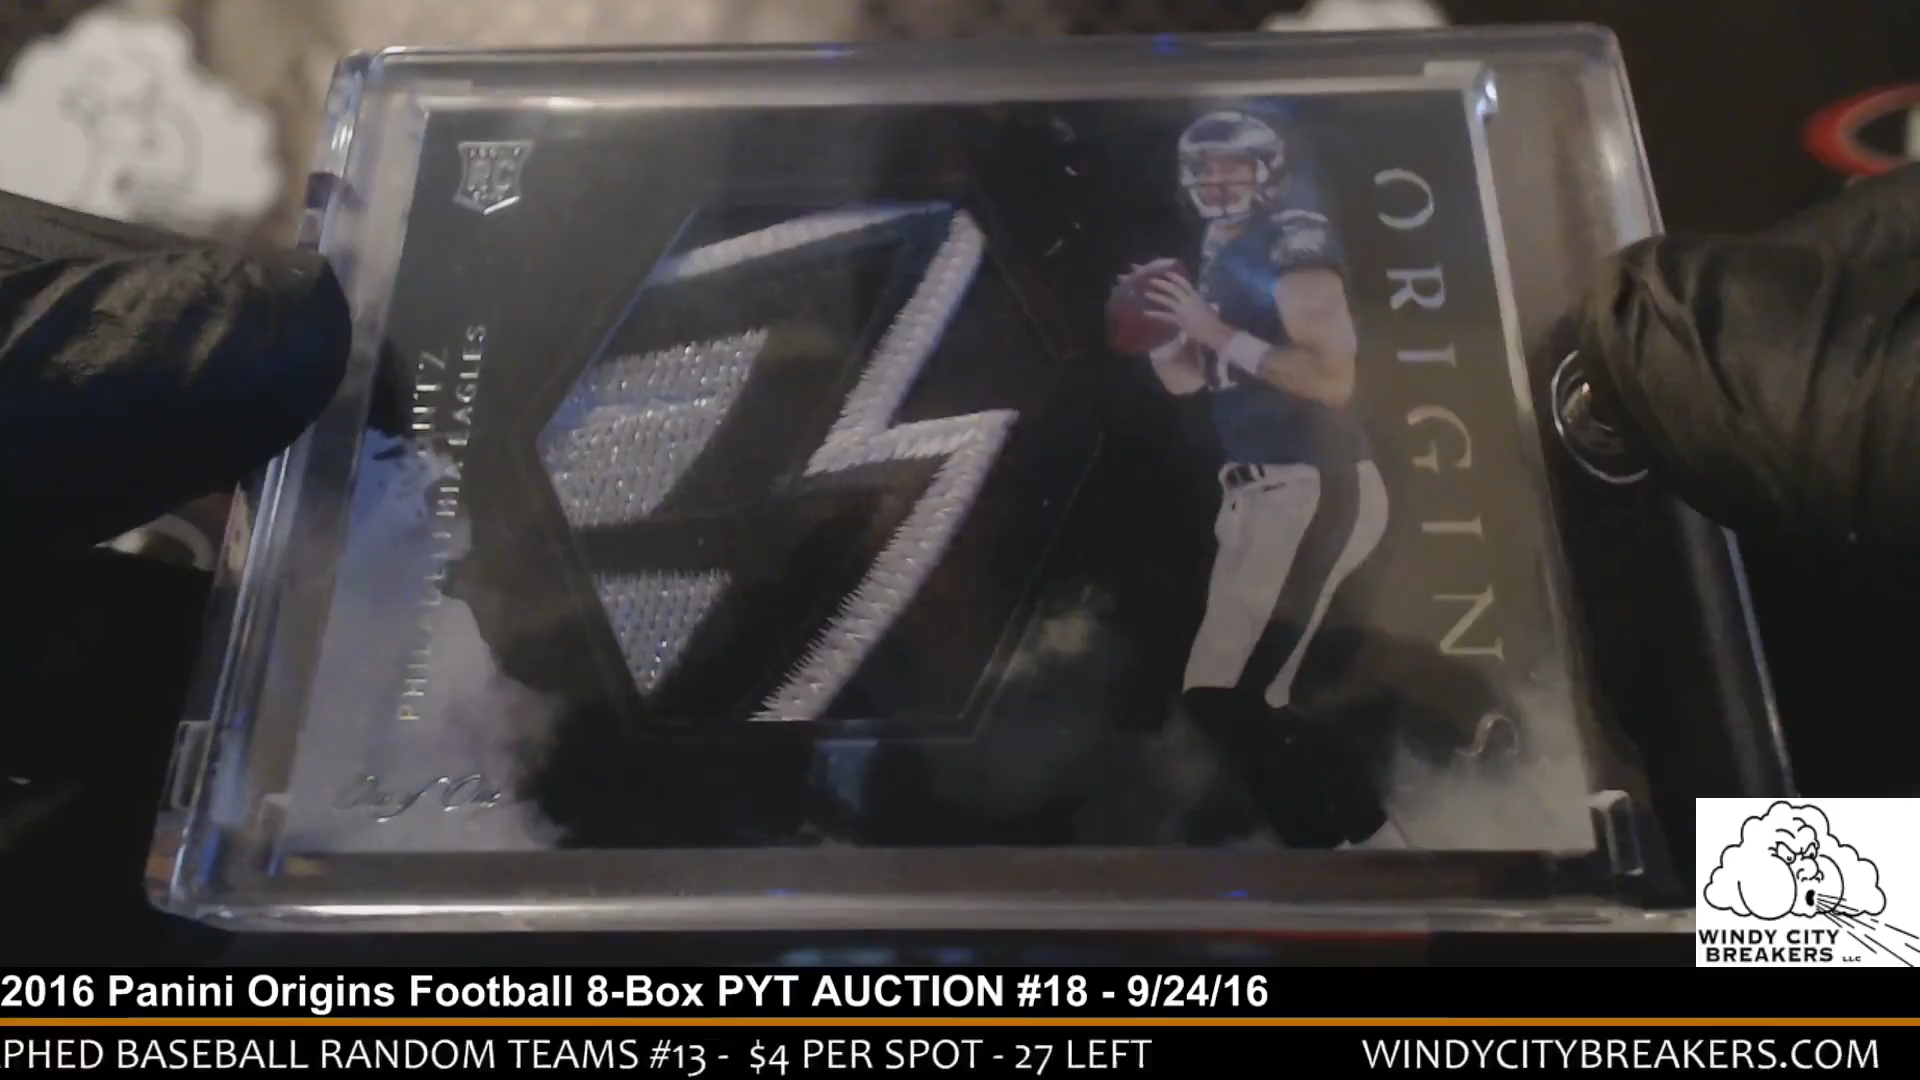 RC
PHILADELPHIA EAGLES
One of One
ORIGINS
WINDY CITY
BREAKERS LLC
2016 Panini Origins Football 8-Box PYT AUCTION #18 - 9/24/16
PHED BASEBALL RANDOM TEAMS #13 - $4 PER SPOT - 27 LEFT
WINDYCITYBREAKERS.COM